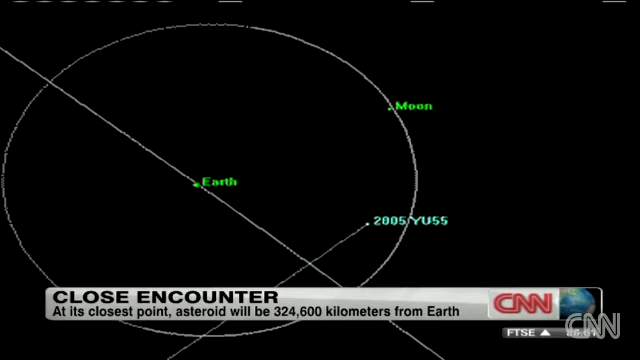 Moon
Earth
2005 YU55
CLOSE ENCOUNTER
At its closest point, asteroid will be 324,600 kilometers from Earth
CNN
FTSE ▲
CNN